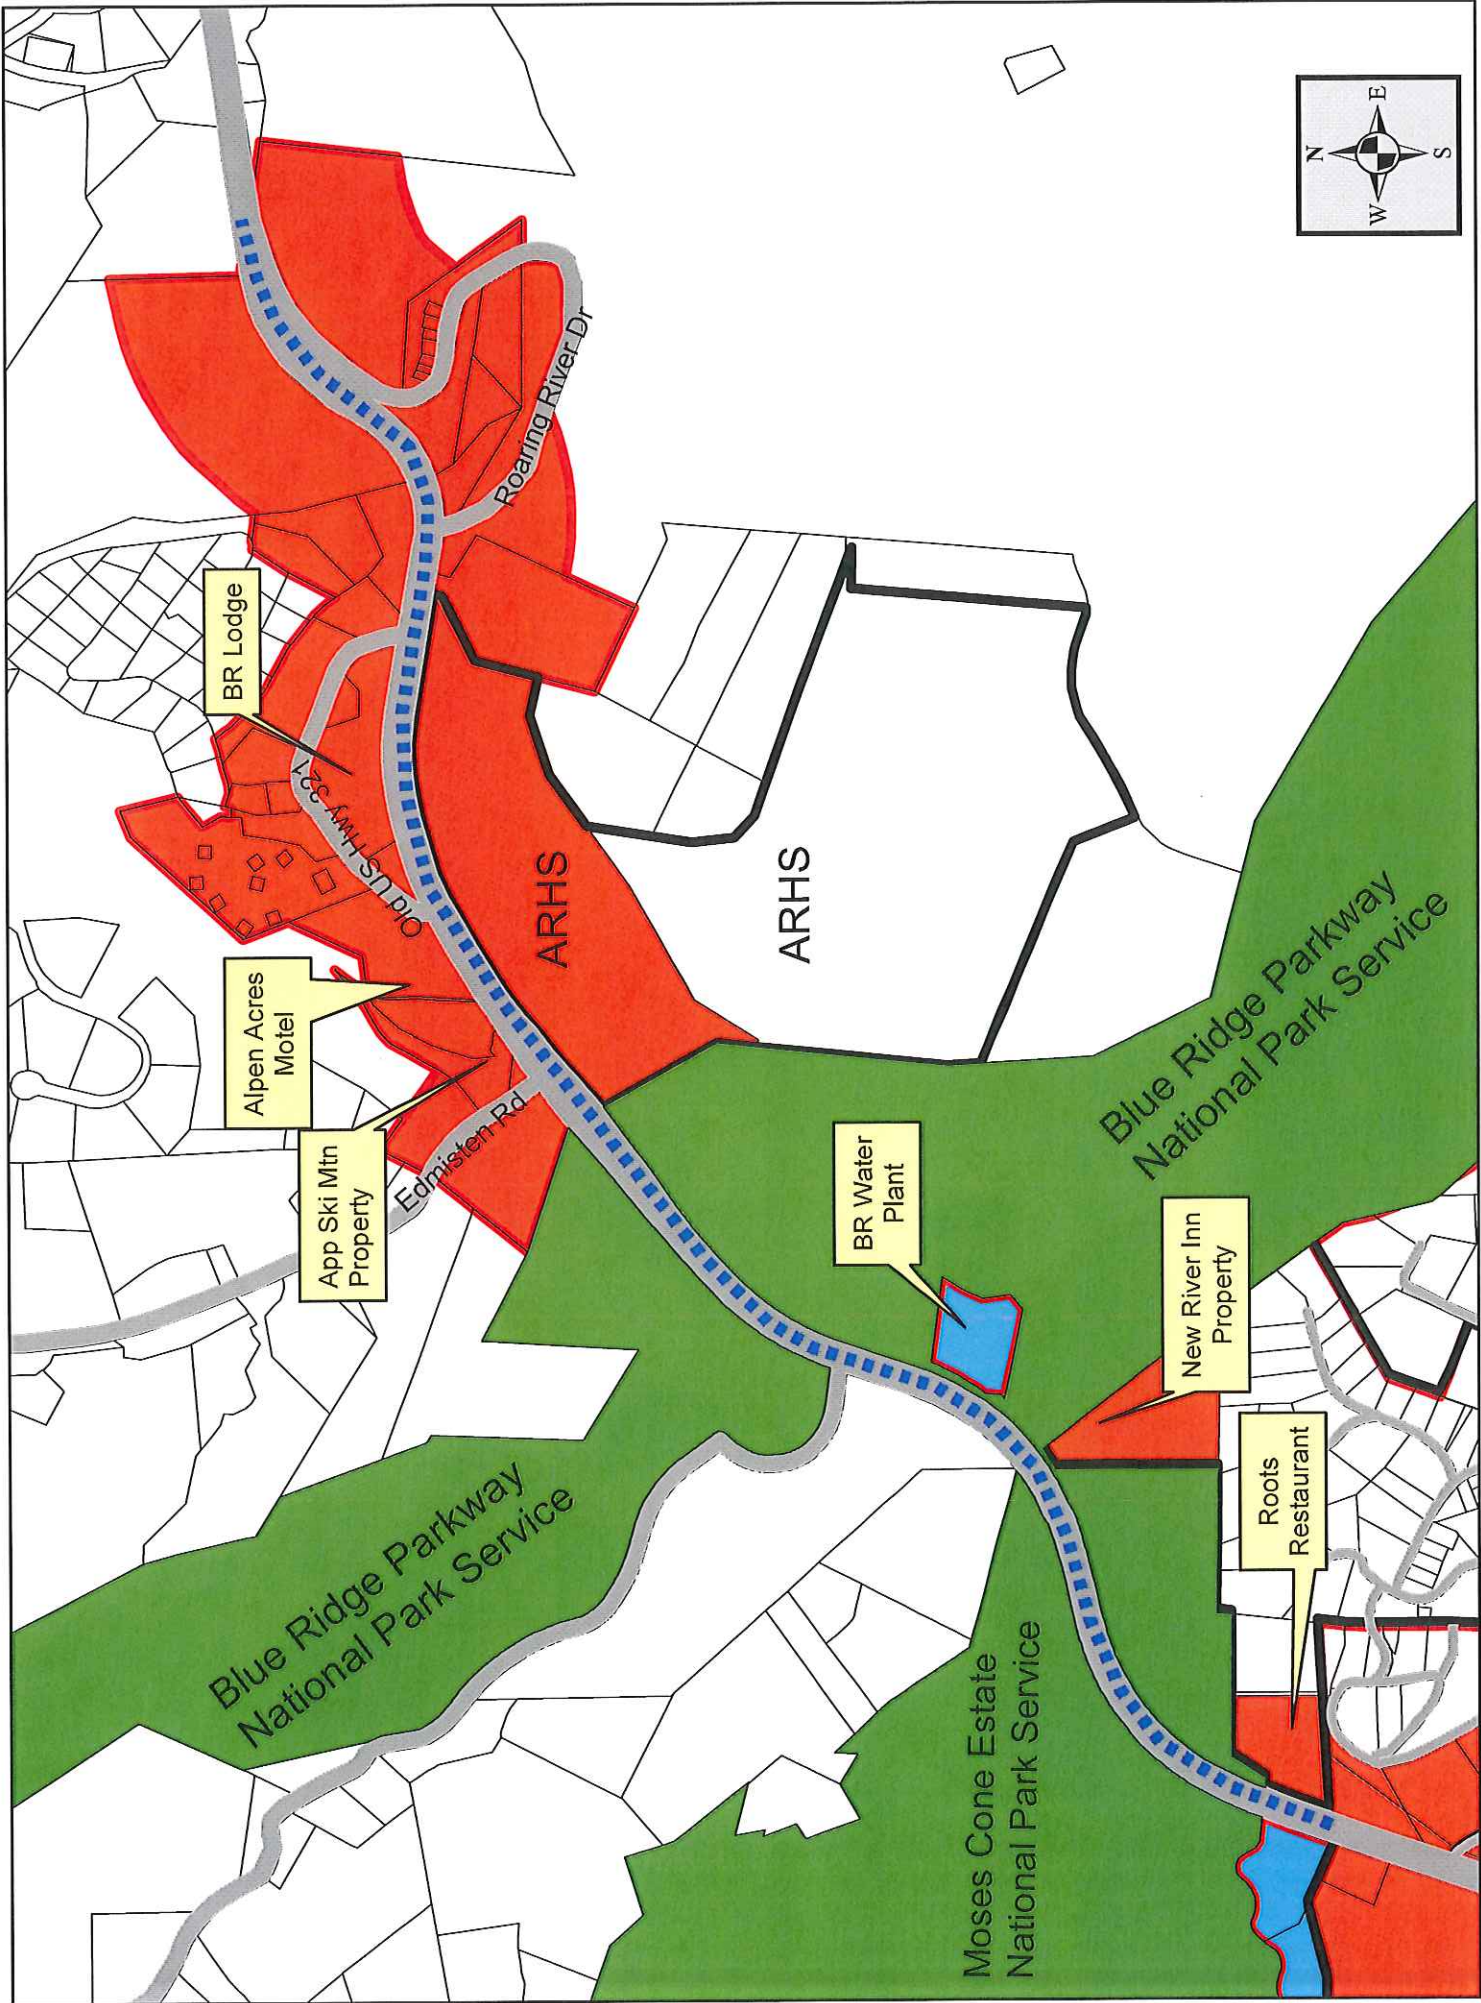 N
W
E
S
Roaring River Dr
BR Lodge
Old US Hwy 321
Alpen Acres
Motel
ARHS
ARHS
App Ski Mtn
Property
Edmisten Rd
Blue Ridge Parkway
National Park Service
BR Water
Plant
New River Inn
Property
Blue Ridge Parkway
National Park Service
Roots
Restaurant
Moses Cone Estate
National Park Service